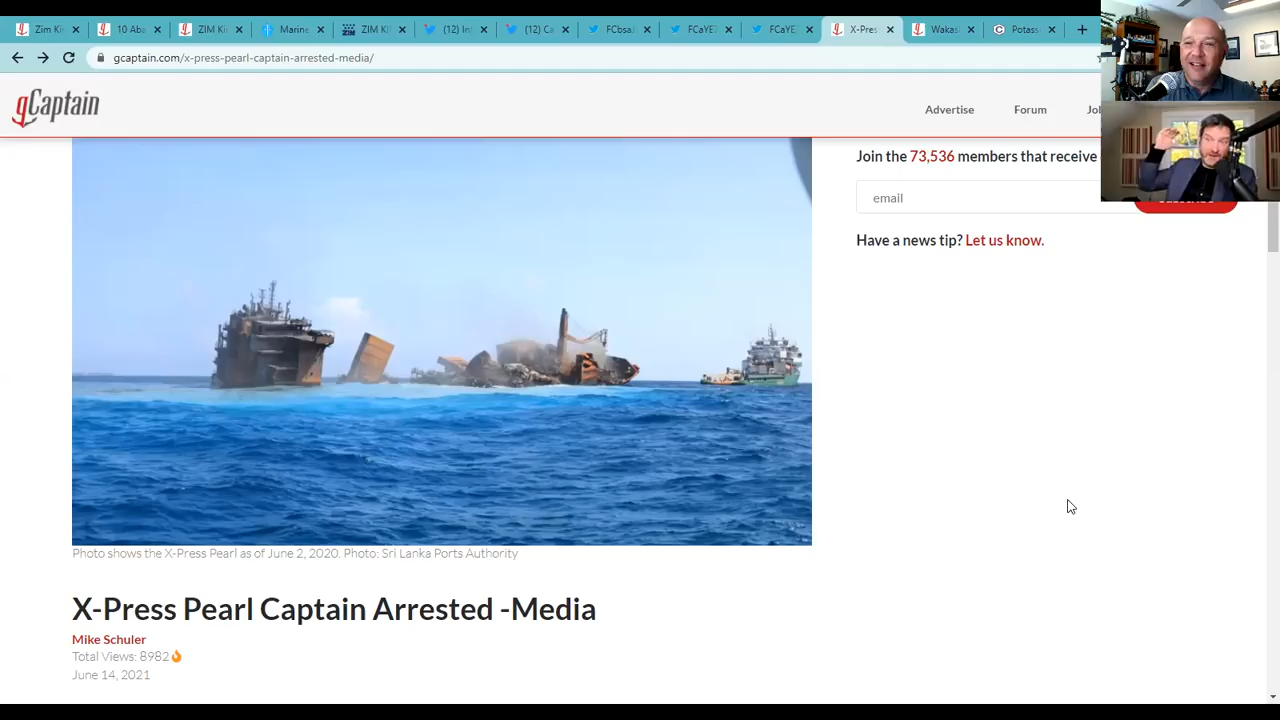 Zim Ki
10 Aba
ZIM Ki
Marine
ZIM KI
(12) In
(12) Ca
FCbsaJ
FCaYE
FCaYE
X-Pres
Wakas
Potass
gcaptain.com/x-press-pearl-captain-arrested-media/
gCaptain
Advertise
Forum
Join the 73,536 members that receive
email
Have a news tip? Let us know.
Photo shows the X-Press Pearl as of June 2, 2020. Photo: Sri Lanka Ports Authority
X-Press Pearl Captain Arrested -Media
Mike Schuler
Total Views: 8982
June 14, 2021